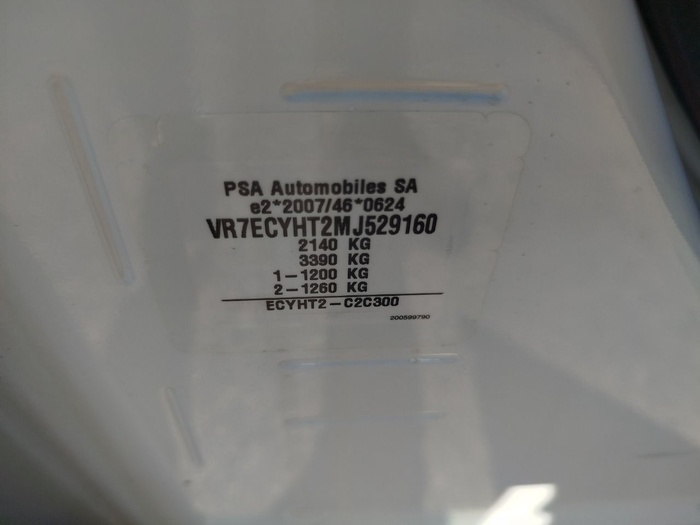 PSA Automobiles SA
e2*2007/46*0624
VR7ECYHT2MJ529160
2140 KG
3390 KG
1-1200 KG
2-1260 KG
ECYHT2-C2C300
200599790